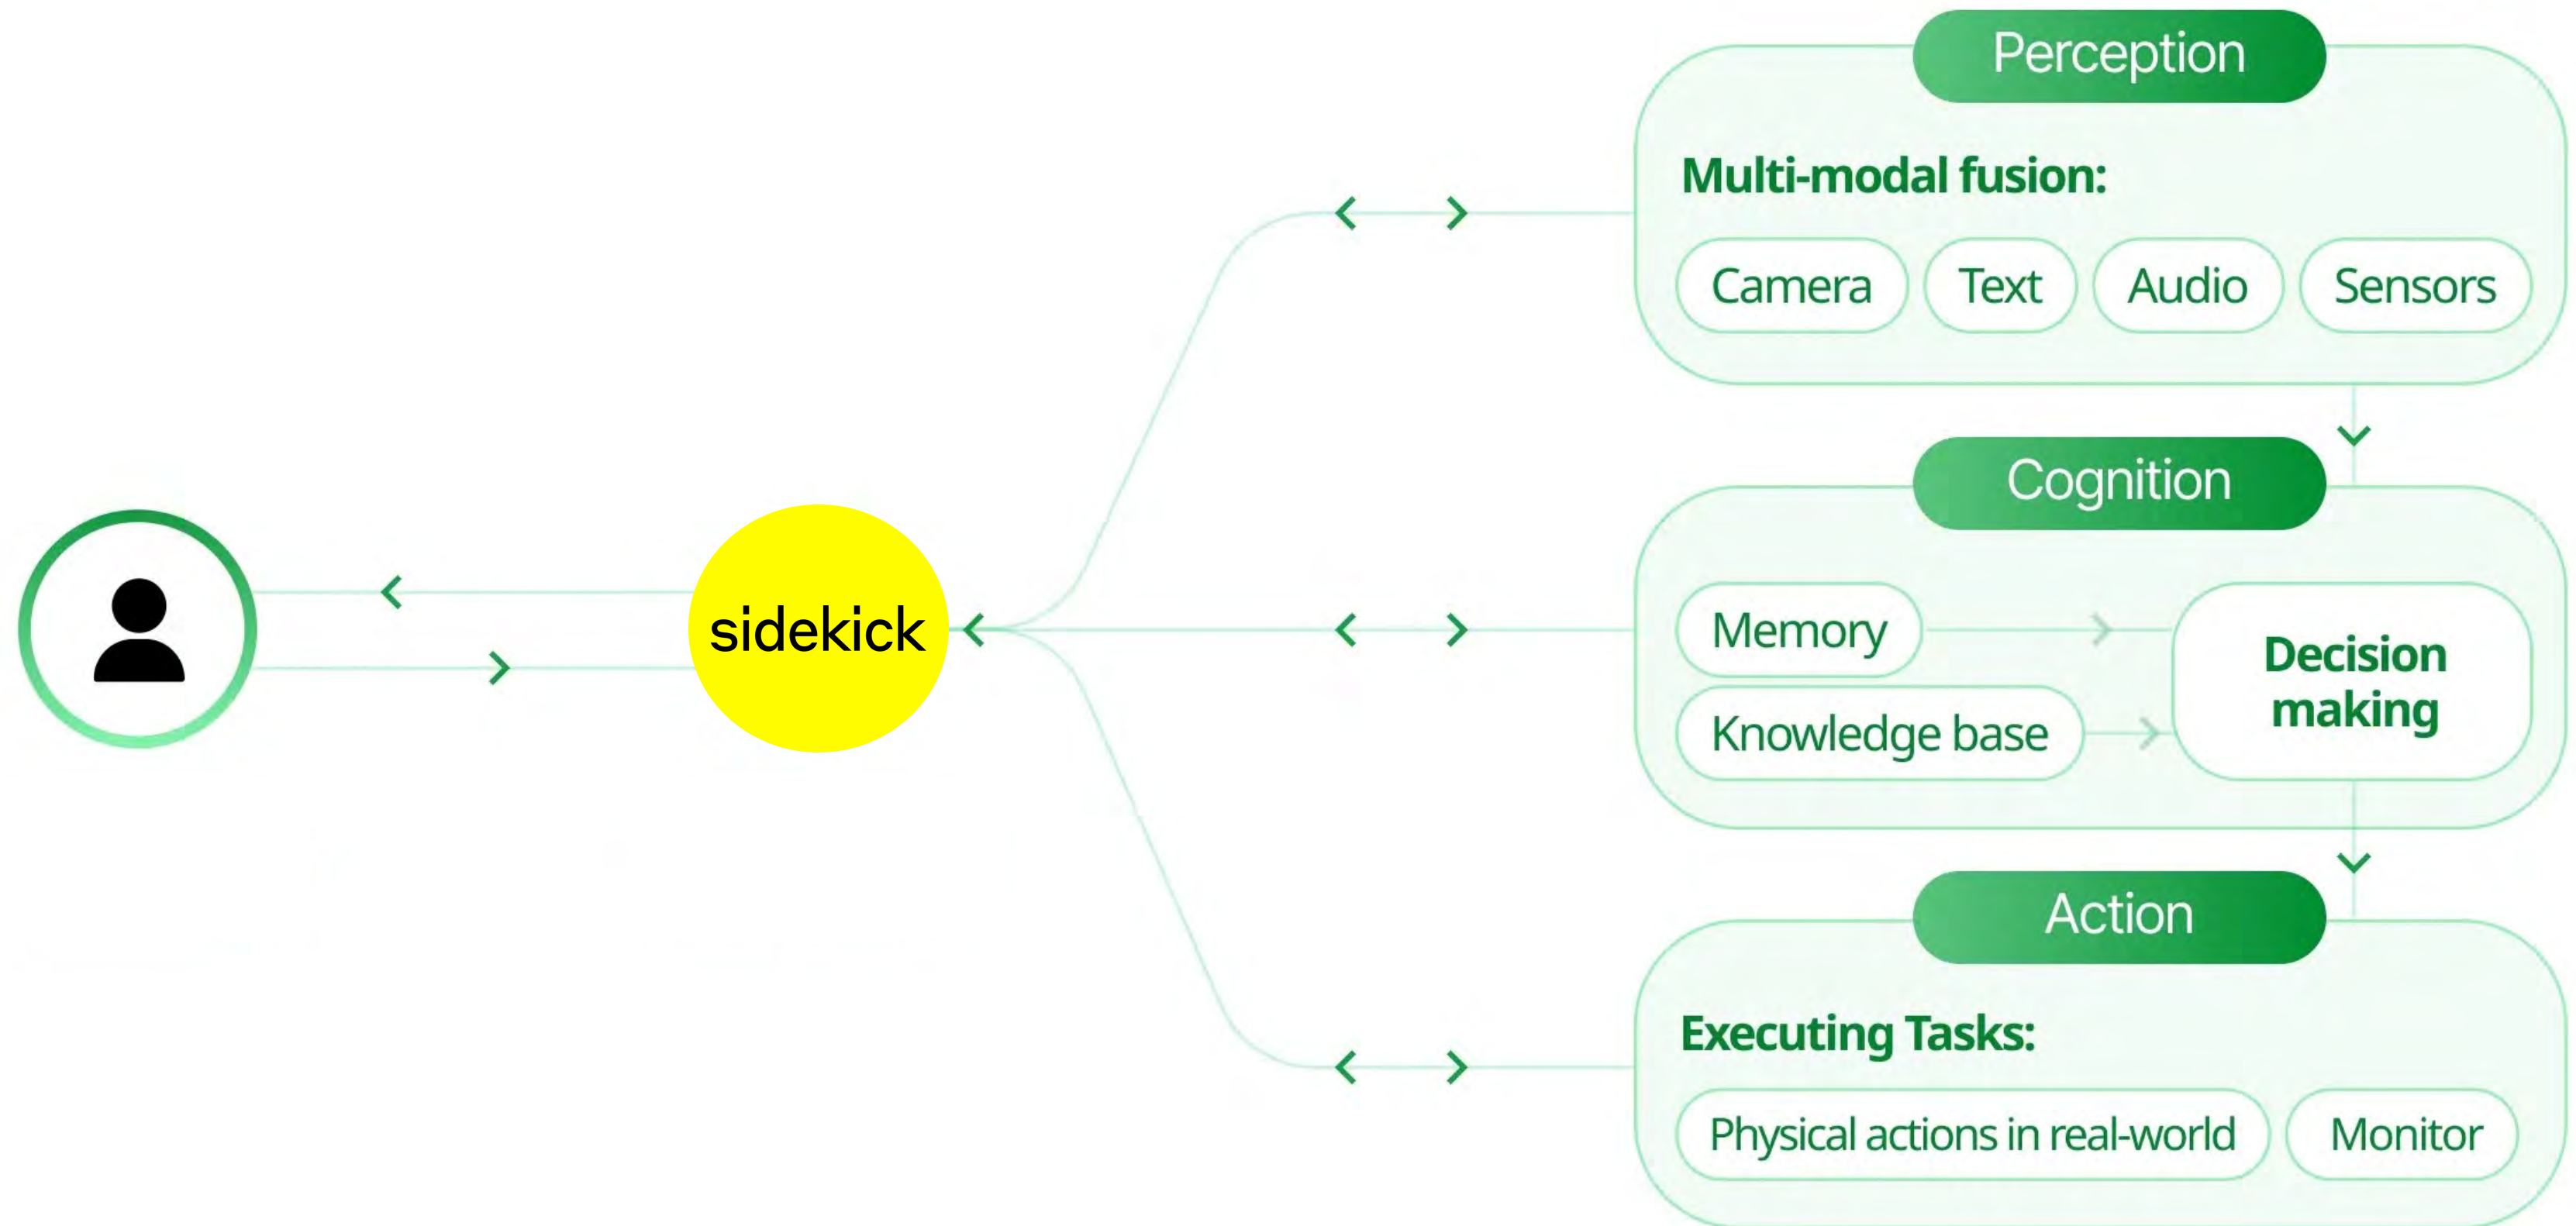 Perception
Multi-modal fusion:
Camera
Text
Audio
Sensors
sidekick
Cognition
Memory
Knowledge base
Decision
making
Action
Executing Tasks:
Physical actions in real-world
Monitor